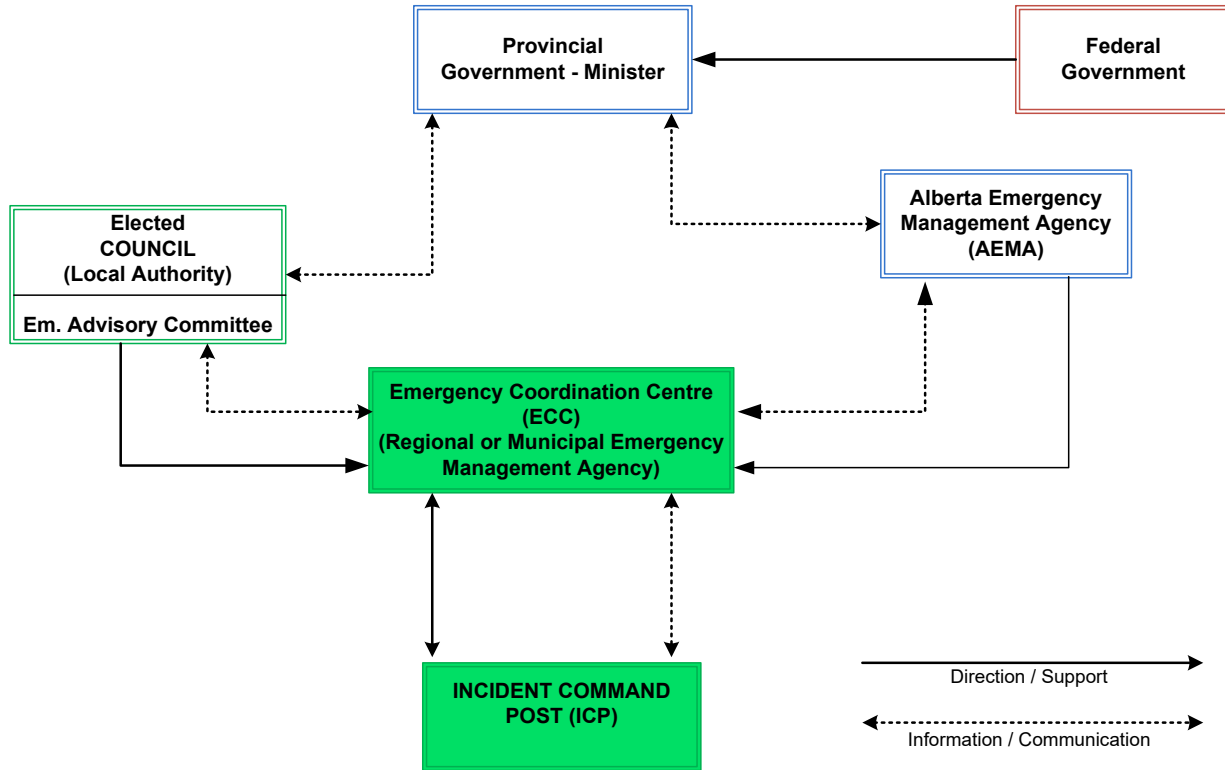 Provincial
Government - Minister
Federal
Government
Alberta Emergency
Management Agency
(AEMA)
Elected
COUNCIL
(Local Authority)
Em. Advisory Committee
Emergency Coordination Centre
(ECC)
(Regional or Municipal Emergency
Management Agency)
INCIDENT COMMAND
POST (ICP)
Direction / Support
Information / Communication